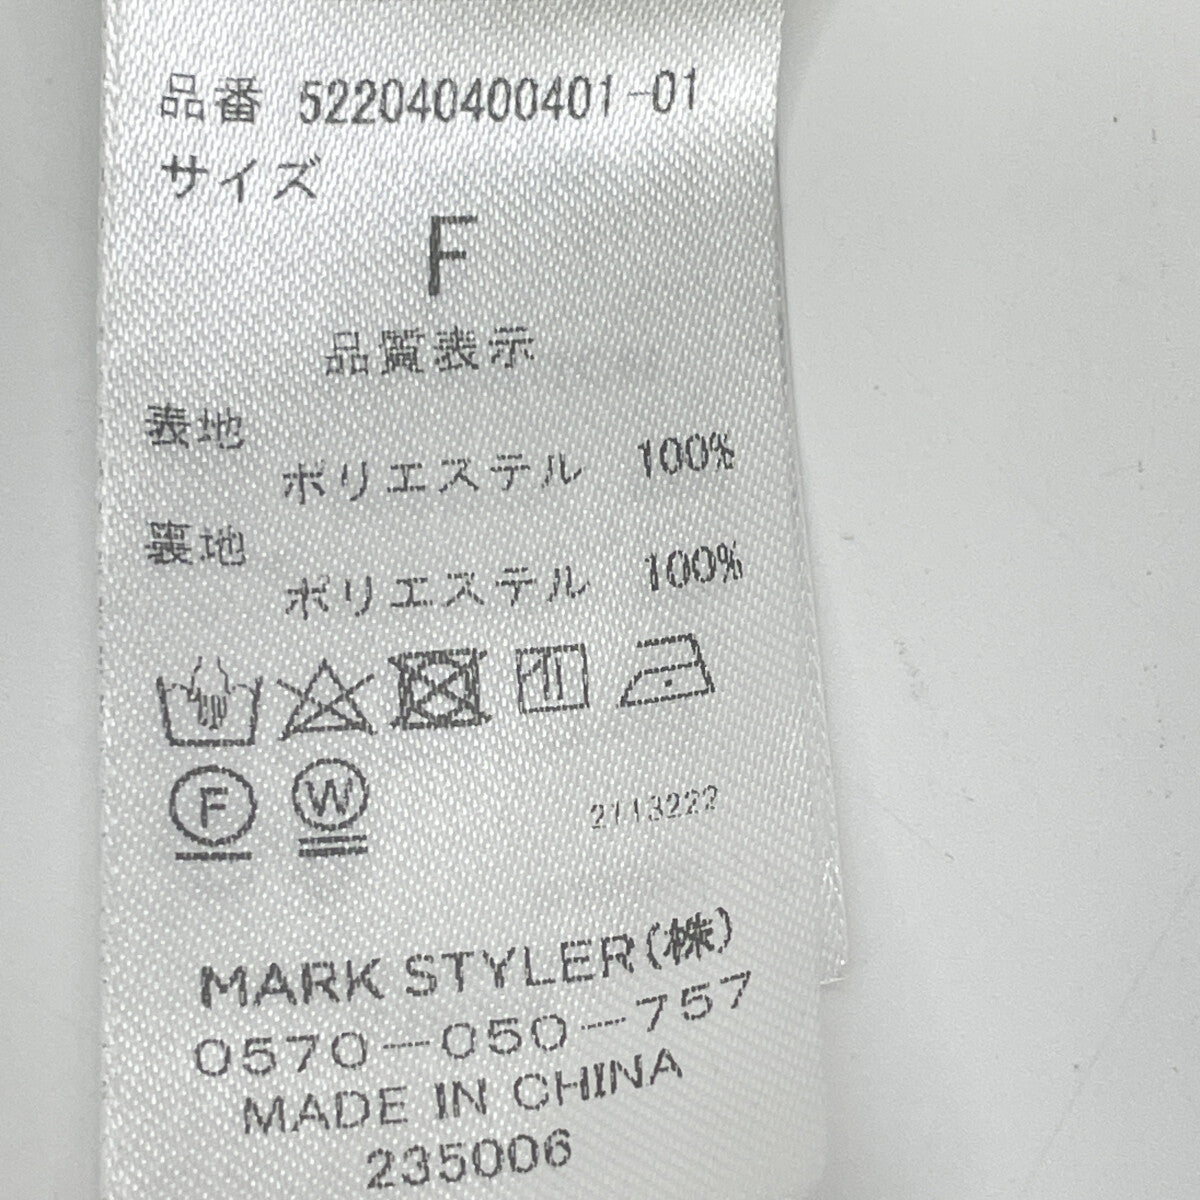 品番 522040400401-01
サイズ
F
品質表示
表地
ポリエステル 100%
裏地
ポリエステル 100%
F W
2113222
MARK STYLER(株)
0570-050-757
MADE IN CHINA
235006